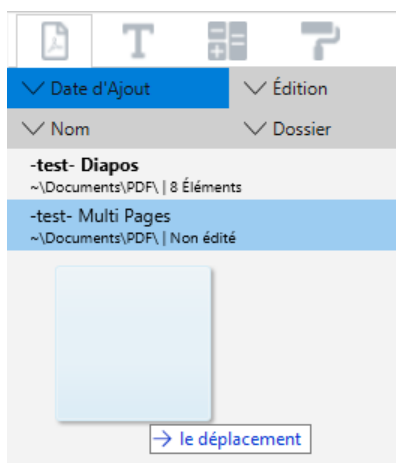 T
Date d'Ajout
Édition
Nom
Dossier
-test- Diapos
~\Documents\PDF\ | 8 Éléments
-test- Multi Pages
~\Documents\PDF\ | Non édité
→ le déplacement